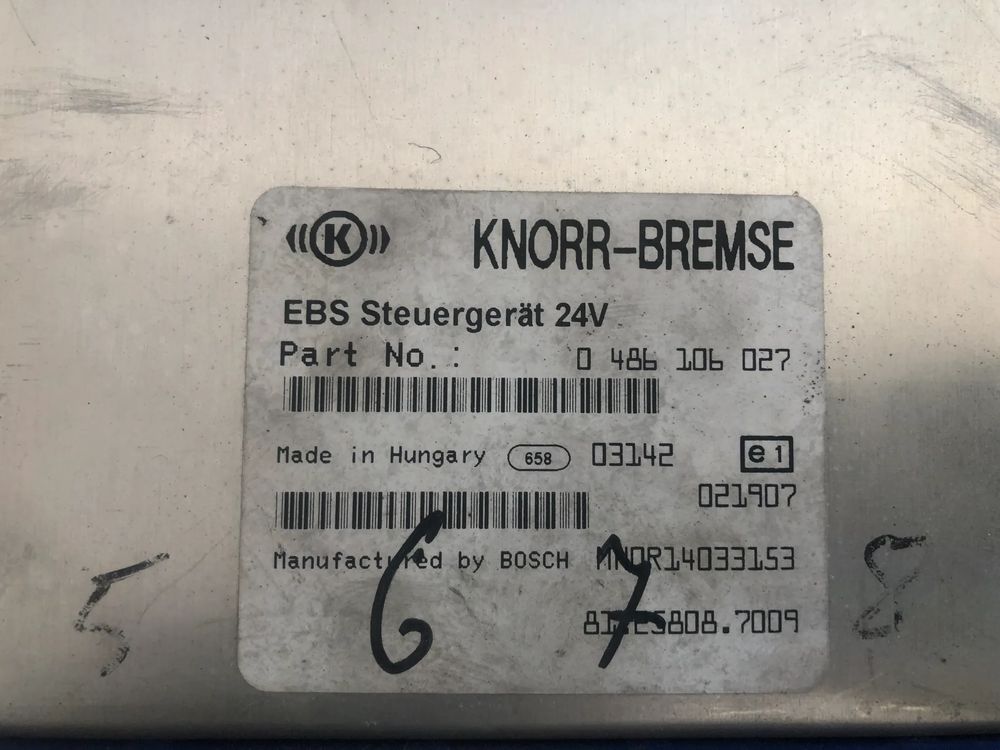 K KNORR-BREMSE
EBS Steuergerät 24V
Part No.: 0 486 106 027
Made in Hungary 658 03142 e1
021907
Manufactured by BOSCH
5 6 7 8